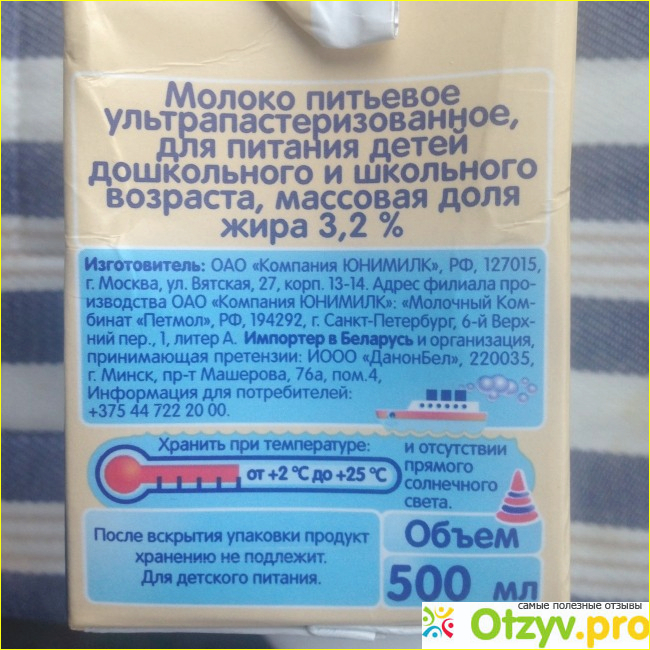 Молоко питьевое
ультрапастеризованное,
для питания детей
дошкольного и школьного
возраста, массовая доля
жира 3,2 %
Изготовитель: ОАО «Компания ЮНИМИЛК», РФ, 127015,
г. Москва, ул. Вятская, 27, корп. 13-14. Адрес филиала про-
изводства ОАО «Компания ЮНИМИЛК»: «Молочный Ком-
бинат «Петмол», РФ, 194292, г. Санкт-Петербург, 6-й Верх-
ний пер., 1, литер А. Импортер в Беларусь и организация,
принимающая претензии: ИООО «ДанонБел», 220035,
г. Минск, пр-т Машерова, 76а, пом.4,
Информация для потребителей:
+375 44 722 20 00.
Хранить при температуре:
от +2 °С до +25 °С
и отсутствии
прямого
солнечного
света.
После вскрытия упаковки продукт
хранению не подлежит.
Для детского питания.
Объем
500 мл
самые полезные отзывы
Otzyv.pro